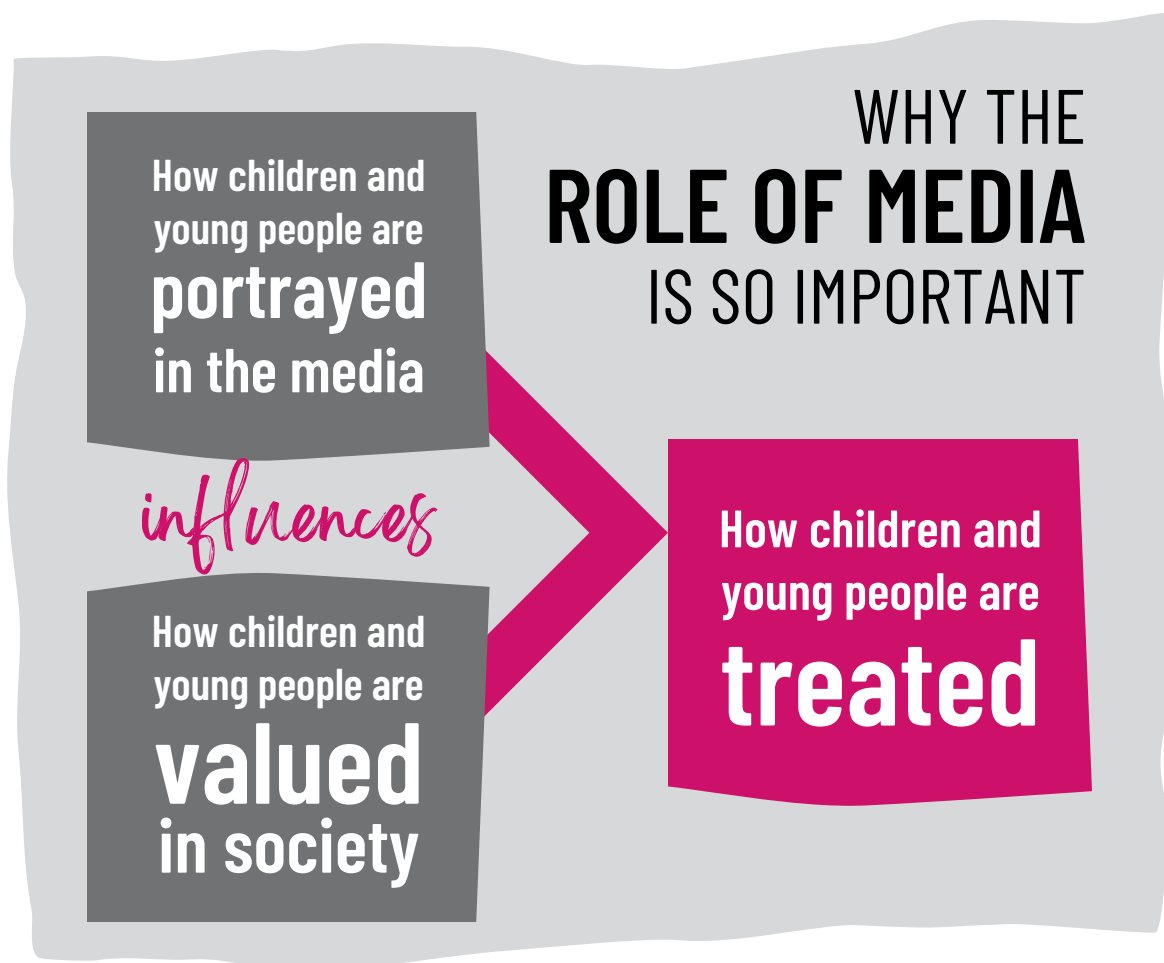 WHY THE
ROLE OF MEDIA
IS SO IMPORTANT
How children and
young people are
portrayed
in the media
influences
How children and
young people are
valued
in society
How children and
young people are
treated